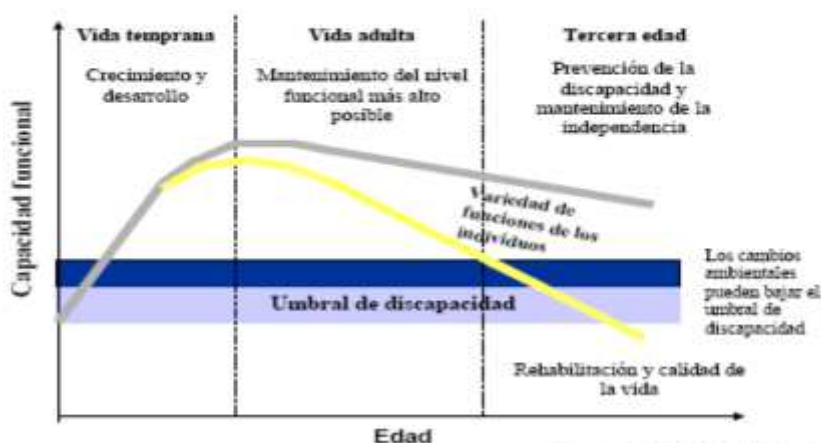 Vida temprana
Crecimiento y
desarrollo
Vida adulta
Mantenimiento del nivel
funcional más alto
posible
Tercera edad
Prevención de la
discapacidad y
mantenimiento de la
independencia
Capacidad funcional
Variedad de
funciones de los
individuos
Los cambios
ambientales
pueden bajar el
umbral de
discapacidad
Umbral de discapacidad
Rehabilitación y calidad de
la vida
Edad